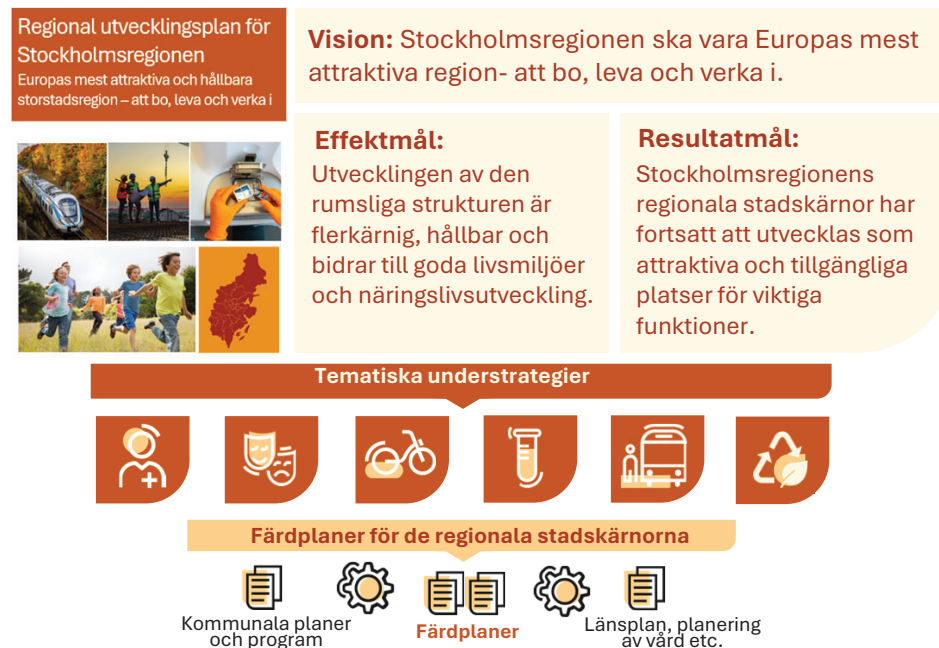 Regional utvecklingsplan för
Stockholmsregionen
Europas mest attraktiva och hållbara
storstadsregion – att bo, leva och verka i
Vision: Stockholmsregionen ska vara Europas mest
attraktiva region- att bo, leva och verka i.
Effektmål:
Utvecklingen av den
rumsliga strukturen är
flerkärnig, hållbar och
bidrar till goda livsmiljöer
och näringslivsutveckling.
Resultatmål:
Stockholmsregionens
regionala stadskärnor har
fortsatt att utvecklas som
attraktiva och tillgängliga
platser för viktiga
funktioner.
Tematiska understrategier
Färdplaner för de regionala stadskärnorna
Kommunala planer
och program
Färdplaner
Länsplan, planering
av vård etc.